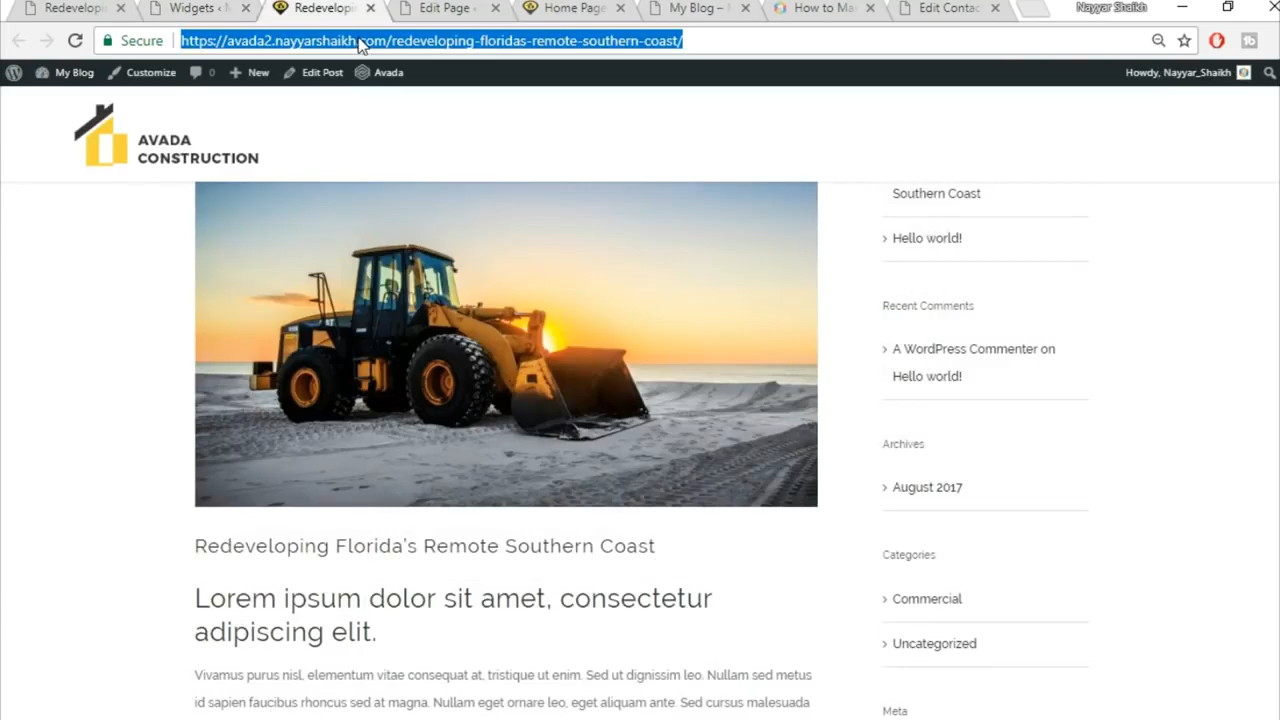 Redevelopin
Widgets ‹ M
Redevelopin
Edit Page ‹
Home Page
My Blog –
How to Ma
Edit Contac
Nayyar Shaikh
Secure
https://avada2.nayyarshaikh.com/redeveloping-floridas-remote-southern-coast/
My Blog
Customize
0
New
Edit Post
Avada
Howdy, Nayyar_Shaikh
AVADA
CONSTRUCTION
Southern Coast
Hello world!
Recent Comments
A WordPress Commenter on
Hello world!
Archives
August 2017
Categories
Commercial
Uncategorized
Meta
Redeveloping Florida's Remote Southern Coast
Lorem ipsum dolor sit amet, consectetur
adipiscing elit.
Vivamus purus nisl, elementum vitae consequat at, tristique ut enim. Sed ut dignissim leo. Nullam sed metus
id sapien faucibus rhoncus sed at magna. Nullam eget ornare leo, eget aliquam ante. Sed cursus malesuada